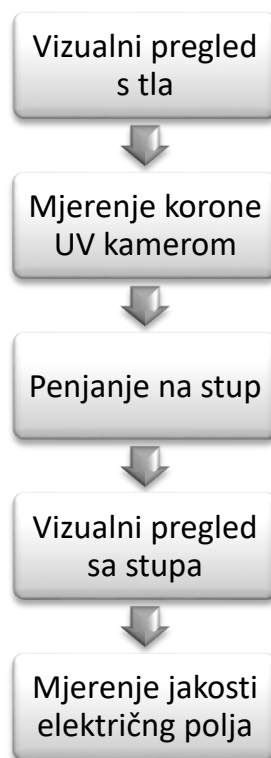 Vizualni pregled
s tla
Mjerenje korone
UV kamerom
Penjanje na stup
Vizualni pregled
sa stupa
Mjerenje jakosti
električng polja